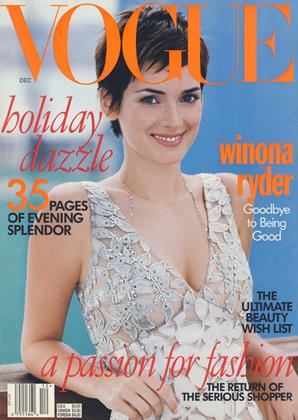 VOGUE
DEC
holiday
dazzle
35 PAGES
OF EVENING
SPLENDOR
winona
ryder
Goodbye
to Being
Good
THE
ULTIMATE
BEAUTY
WISH LIST
a passion for fashion
THE RETURN OF
THE SERIOUS SHOPPER